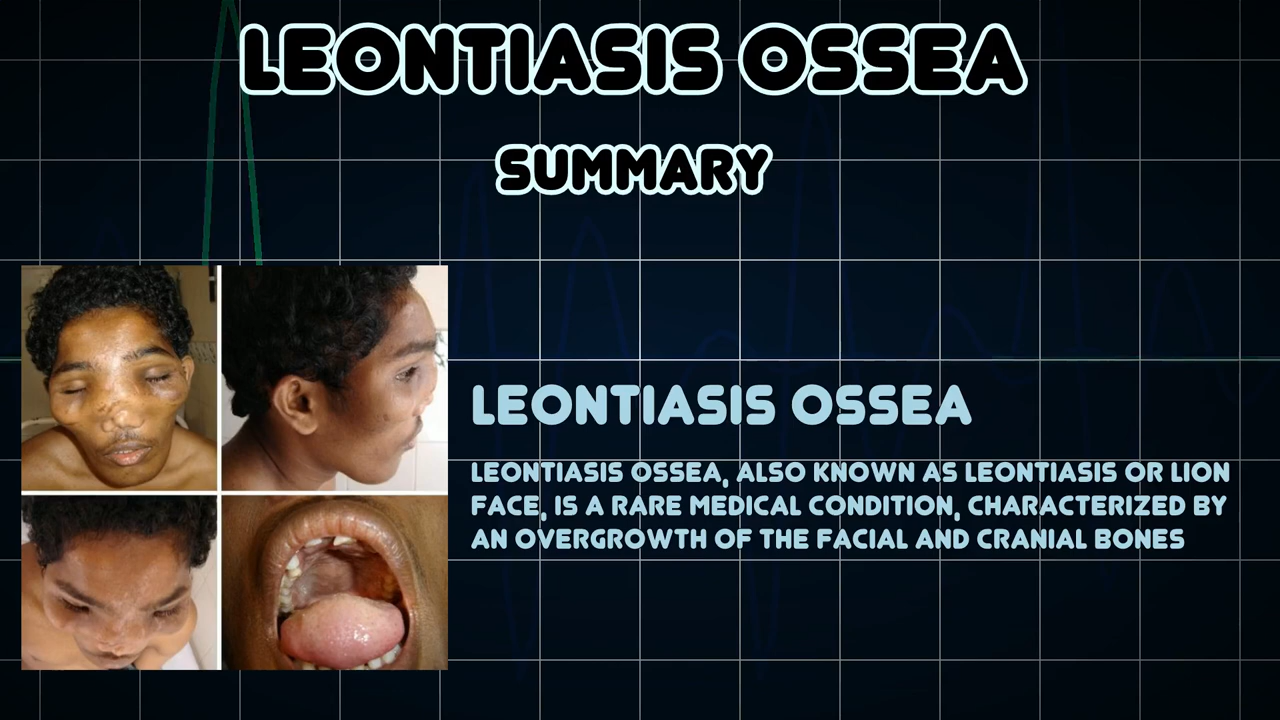 LEONTIASIS OSSEA
SUMMARY
LEONTIASIS OSSEA
LEONTIASIS OSSEA, ALSO KNOWN AS LEONTIASIS OR LION
FACE, IS A RARE MEDICAL CONDITION, CHARACTERIZED BY
AN OVERGROWTH OF THE FACIAL AND CRANIAL BONES